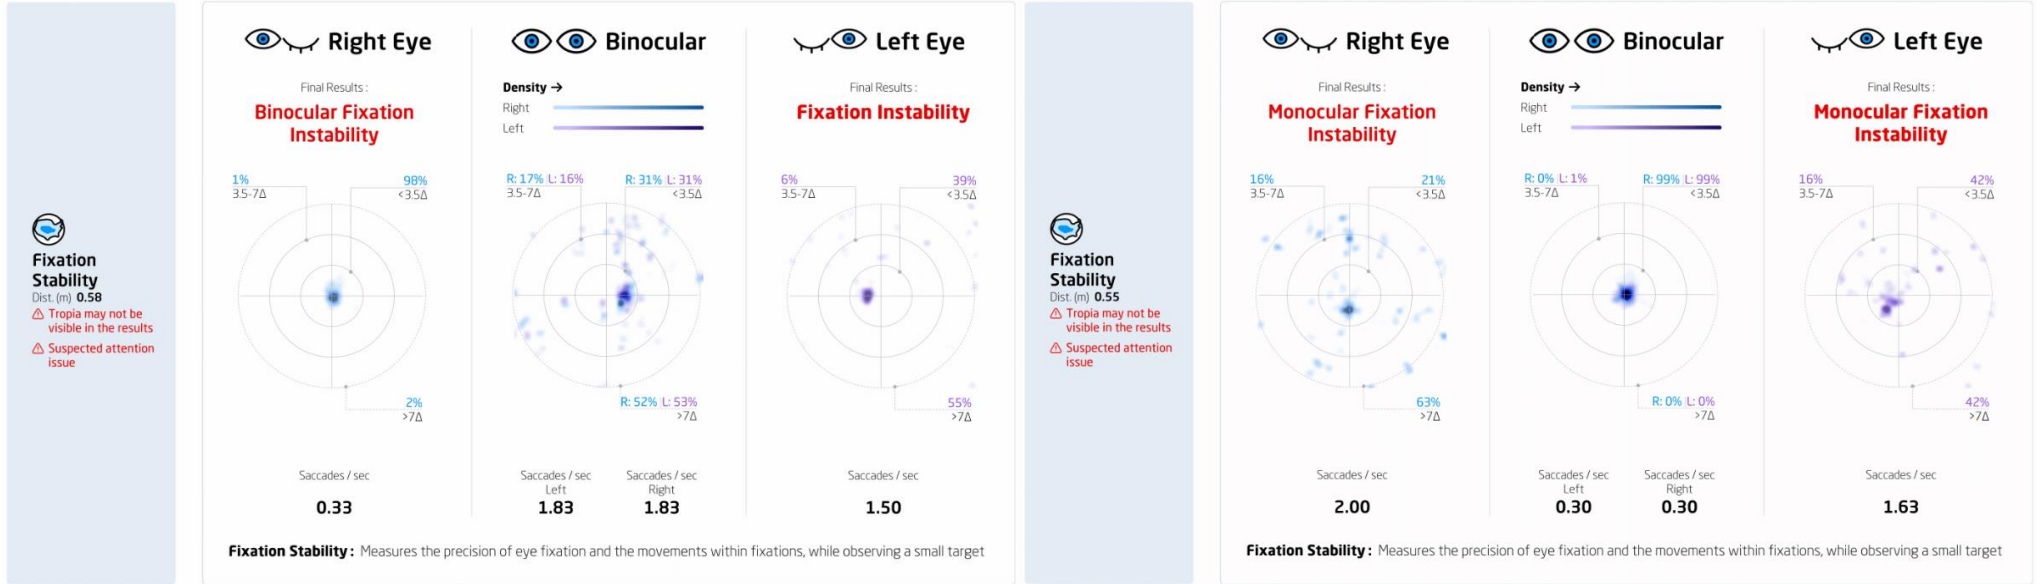 Fixation
Stability
Dist. (m) 0.58
Tropia may not be
visible in the results
Suspected attention
issue
Right Eye
Final Results :
Binocular Fixation
Instability
1%
3.5-7Δ
98%
<3.5Δ
2%
>7Δ
Saccades / sec
0.33
Binocular
Density →
Right
Left
R: 17% L: 16%
3.5-7Δ
R: 31% L: 31%
<3.5Δ
R: 52% L: 53%
>7Δ
Saccades / sec
Left
1.83
Saccades / sec
Right
1.83
Left Eye
Final Results :
Fixation Instability
6%
3.5-7Δ
39%
<3.5Δ
55%
>7Δ
Saccades / sec
1.50
Fixation Stability : Measures the precision of eye fixation and the movements within fixations, while observing a small target
Fixation
Stability
Dist. (m) 0.55
Tropia may not be
visible in the results
Suspected attention
issue
Right Eye
Final Results :
Monocular Fixation
Instability
16%
3.5-7Δ
21%
<3.5Δ
63%
>7Δ
Saccades / sec
2.00
Binocular
Density →
Right
Left
R: 0% L: 1%
3.5-7Δ
R: 99% L: 99%
<3.5Δ
R: 0% L: 0%
>7Δ
Saccades / sec
Left
0.30
Saccades / sec
Right
0.30
Left Eye
Final Results :
Monocular Fixation
Instability
16%
3.5-7Δ
42%
<3.5Δ
42%
>7Δ
Saccades / sec
1.63
Fixation Stability : Measures the precision of eye fixation and the movements within fixations, while observing a small target